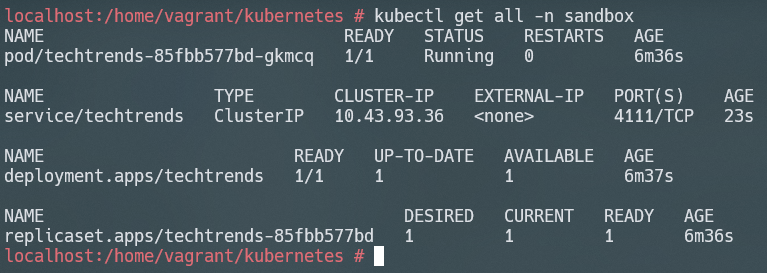 localhost:/home/vagrant/kubernetes # kubectl get all -n sandbox
NAME READY STATUS RESTARTS AGE
pod/techtrends-85fbb577bd-gkmcq 1/1 Running 0 6m36s
NAME TYPE CLUSTER-IP EXTERNAL-IP PORT(S) AGE
service/techtrends ClusterIP 10.43.93.36 <none> 4111/TCP 23s
NAME READY UP-TO-DATE AVAILABLE AGE
deployment.apps/techtrends 1/1 1 1 6m37s
NAME DESIRED CURRENT READY AGE
replicaset.apps/techtrends-85fbb577bd 1 1 1 6m36s
localhost:/home/vagrant/kubernetes #